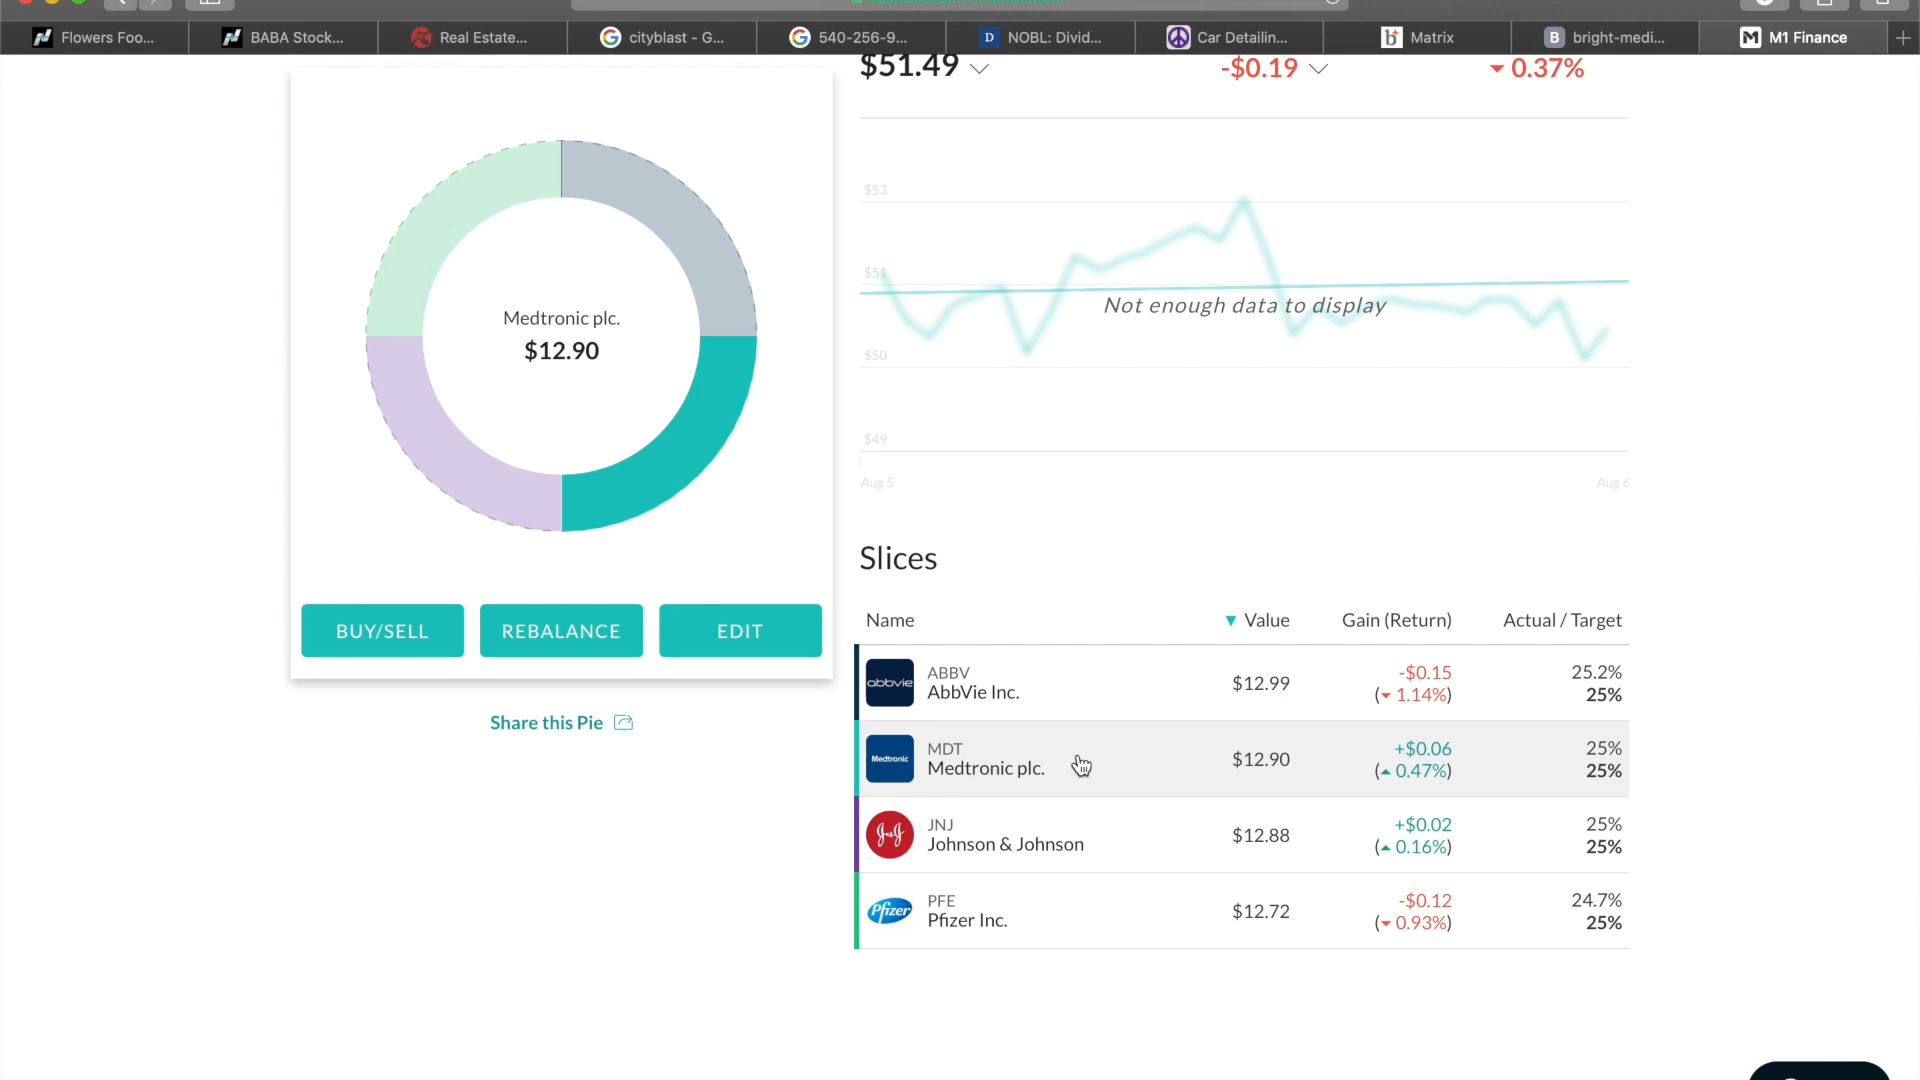 Flowers Foo...
BABA Stock...
Real Estate...
cityblast - G...
540-256-9...
NOBL: Divid...
Car Detailin...
Matrix
bright-medi...
M1 Finance
$51.49
-$0.19
0.37%
$53
$51
$50
$49
Not enough data to display
Aug 5
Aug 6
Medtronic plc.
$12.90
BUY/SELL
REBALANCE
EDIT
Share this Pie
Slices
Name
Value
Gain (Return)
Actual / Target
abbvie
ABBV
AbbVie Inc.
$12.99
-$0.15
(▼ 1.14%)
25.2%
25%
Medtronic
MDT
Medtronic plc.
$12.90
+$0.06
(▲ 0.47%)
25%
25%
J&J
JNJ
Johnson & Johnson
$12.88
+$0.02
(▲ 0.16%)
25%
25%
Pfizer
PFE
Pfizer Inc.
$12.72
-$0.12
(▼ 0.93%)
24.7%
25%